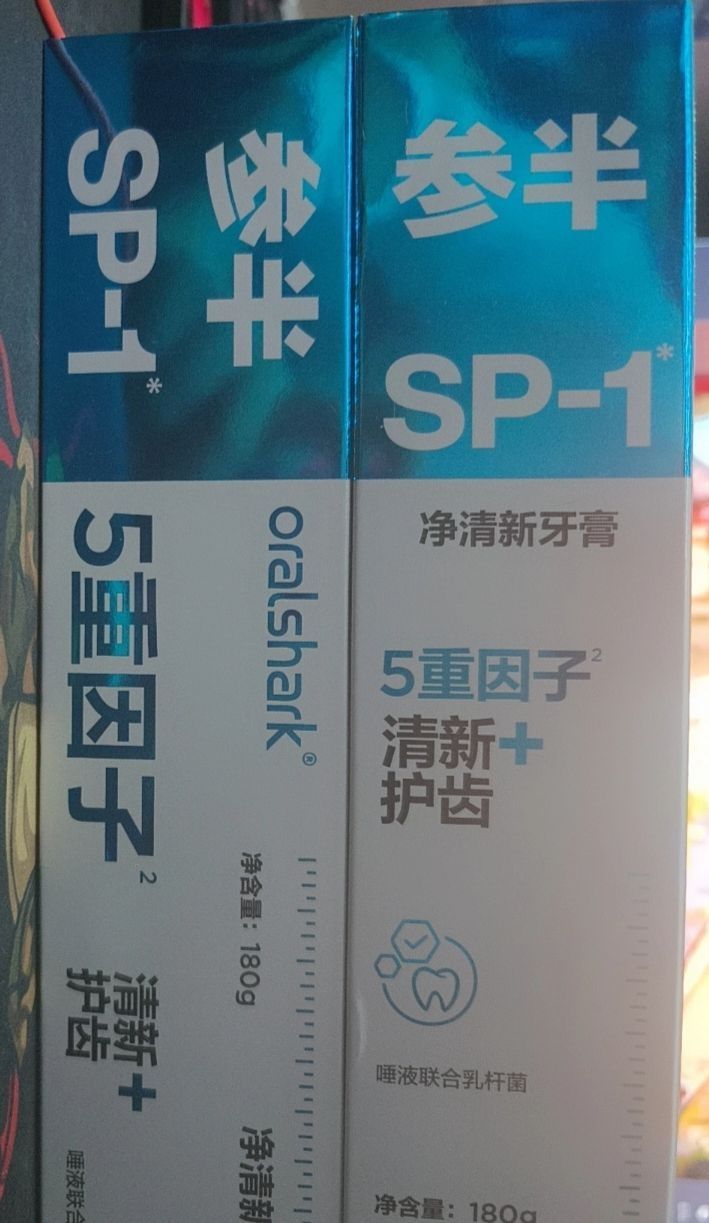 参半
SP-1*
净清新牙膏
5重因子²
清新+
护齿
唾液联合乳杆菌
净含量：180g
参半
SP-1*
oralshark®
5重因子²
清新+
护齿
净含量：180g
净清新
唾液联合